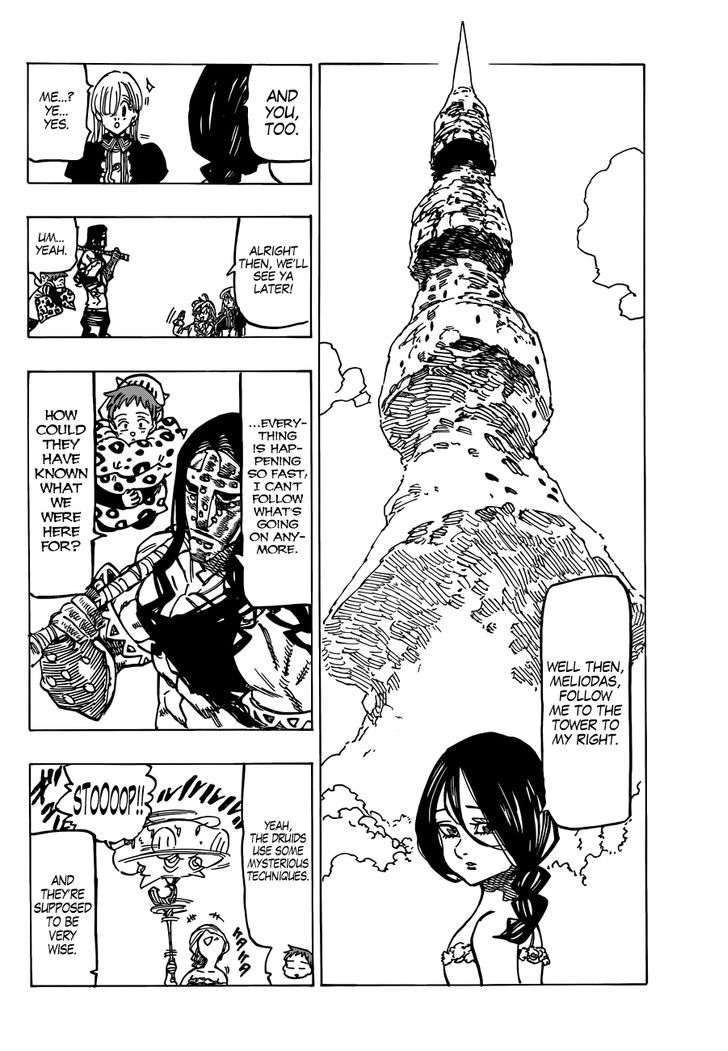 WELL THEN,
MELIODAS,
FOLLOW
ME TO THE
TOWER TO
MY RIGHT.
AND
YOU,
TOO.
ME...?
YE...
YES.
ALRIGHT
THEN, WE'LL
SEE YA
LATER!
UM...
YEAH.
...EVERY-
THING
IS HAP-
PENING
SO FAST,
I CAN'T
FOLLOW
WHAT'S
GOING
ON ANY-
MORE.
HOW
COULD
THEY
HAVE
KNOWN
WHAT
WE
WERE
HERE
FOR?
YEAH,
THE DRUIDS
USE SOME
MYSTERIOUS
TECHNIQUES.
STOOOOP!!
AND
THEY'RE
SUPPOSED
TO BE
VERY
WISE.